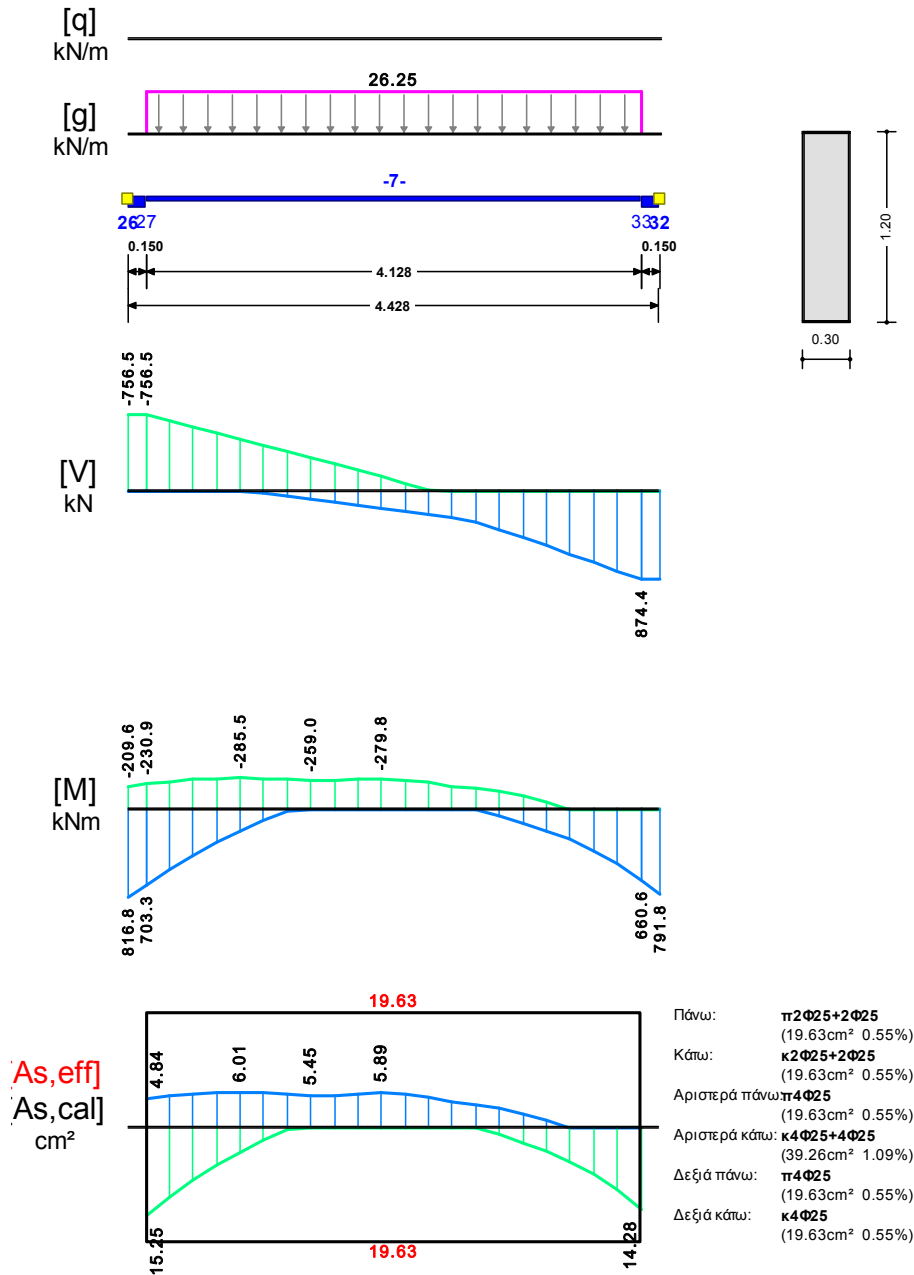 [q]
kN/m
26.25
[g]
kN/m
-7-
26 27
33 32
0.150
0.150
4.128
4.428
1.20
0.30
-756.5
-756.5
[V]
kN
874.4
-209.6
-230.9
-285.5
-259.0
-279.8
[M]
kNm
816.8
703.3
660.6
791.8
19.63
4.84
6.01
5.45
5.89
[As,eff]
[As,cal]
cm²
15.25
14.28
19.63
Πάνω: π2Φ25+2Φ25
(19.63cm² 0.55%)
Κάτω: κ2Φ25+2Φ25
(19.63cm² 0.55%)
Αριστερά πάνω: π4Φ25
(19.63cm² 0.55%)
Αριστερά κάτω: κ4Φ25+4Φ25
(39.26cm² 1.09%)
Δεξιά πάνω: π4Φ25
(19.63cm² 0.55%)
Δεξιά κάτω: κ4Φ25
(19.63cm² 0.55%)